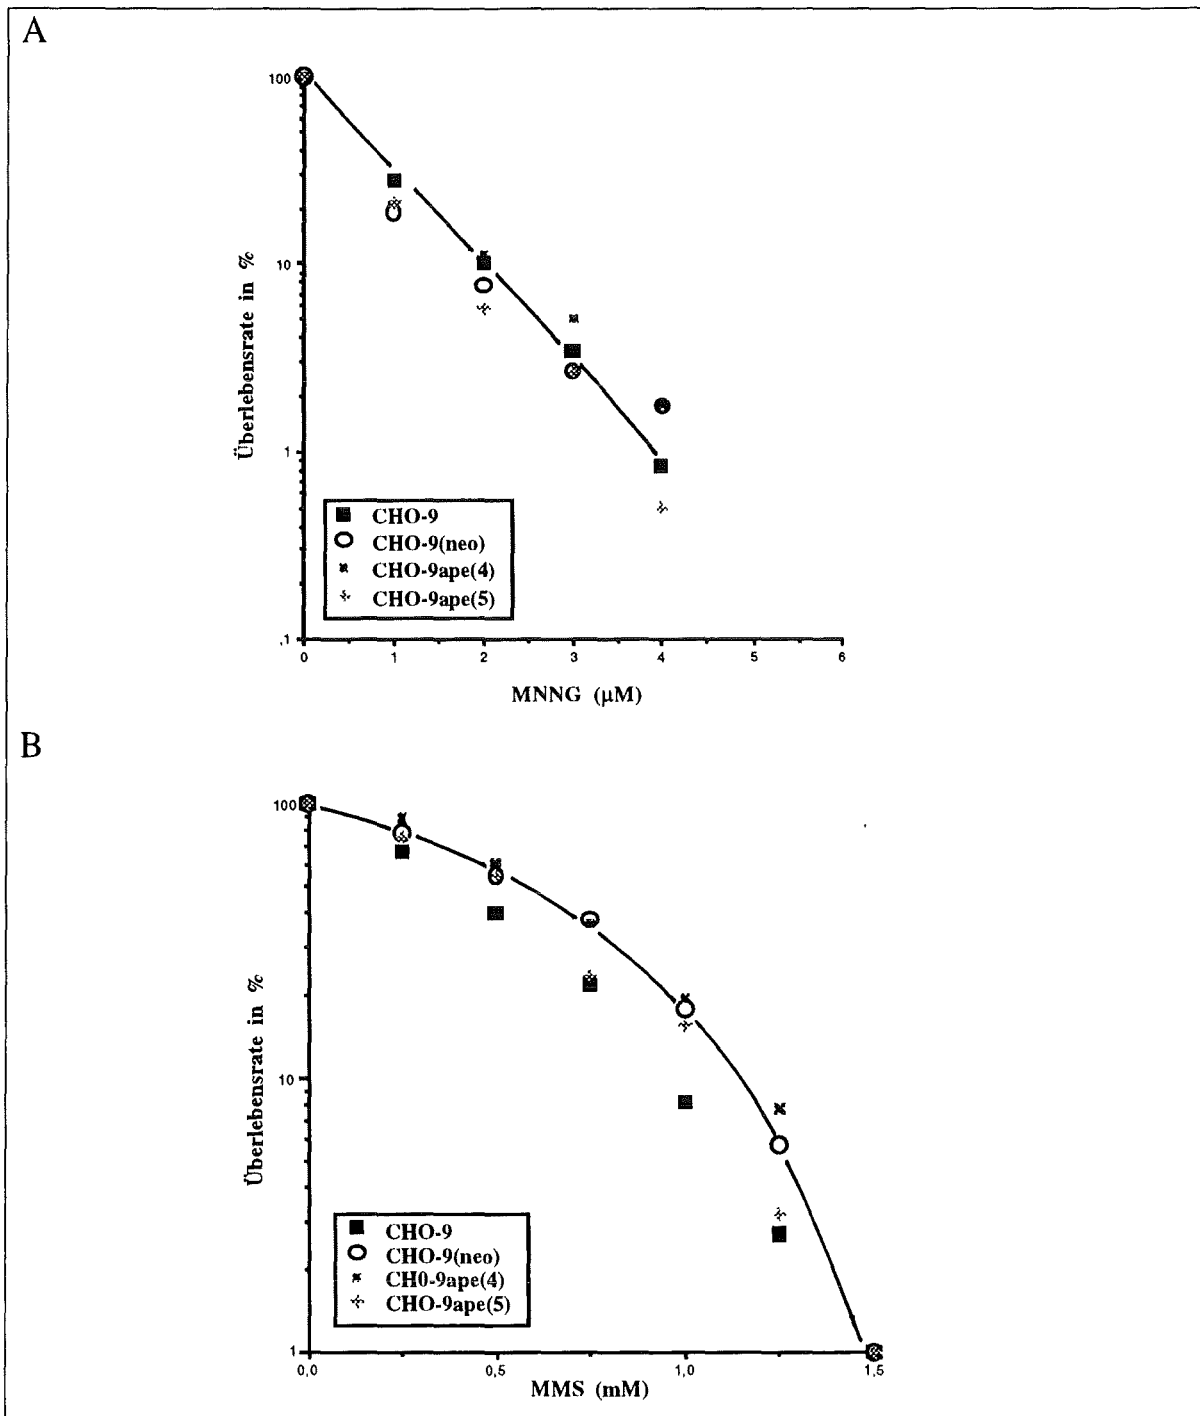 A
100
10
1
,1
Überlebensrate in %
CHO-9
CHO-9(neo)
CHO-9ape(4)
CHO-9ape(5)
0 1 2 3 4 5 6
MNNG (µM)
B
100
10
1
Überlebensrate in %
CHO-9
CHO-9(neo)
CH0-9ape(4)
CHO-9ape(5)
0,0 0,5 1,0 1,5
MMS (mM)